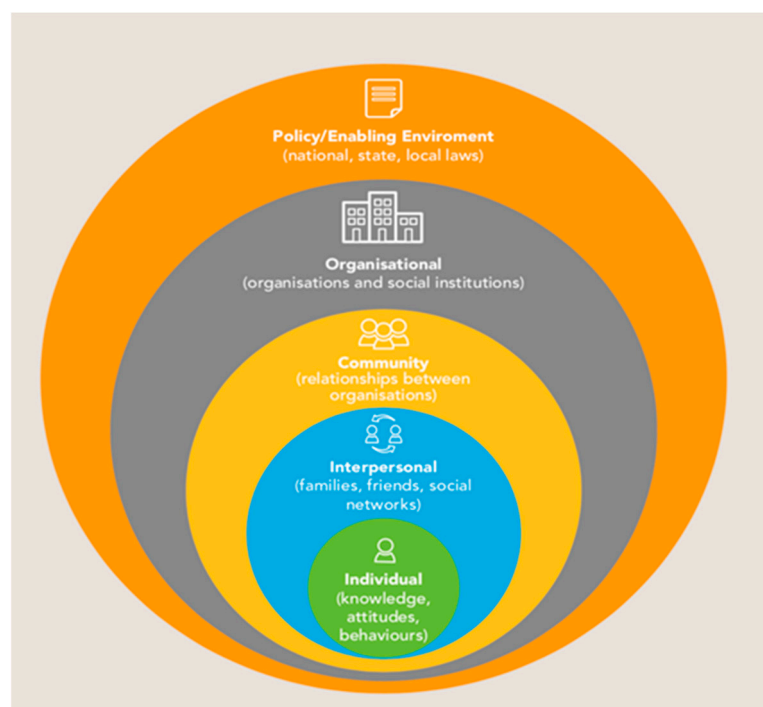 Policy/Enabling Enviroment
(national, state, local laws)
Organisational
(organisations and social institutions)
Community
(relationships between
organisations)
Interpersonal
(families, friends, social
networks)
Individual
(knowledge,
attitudes,
behaviours)